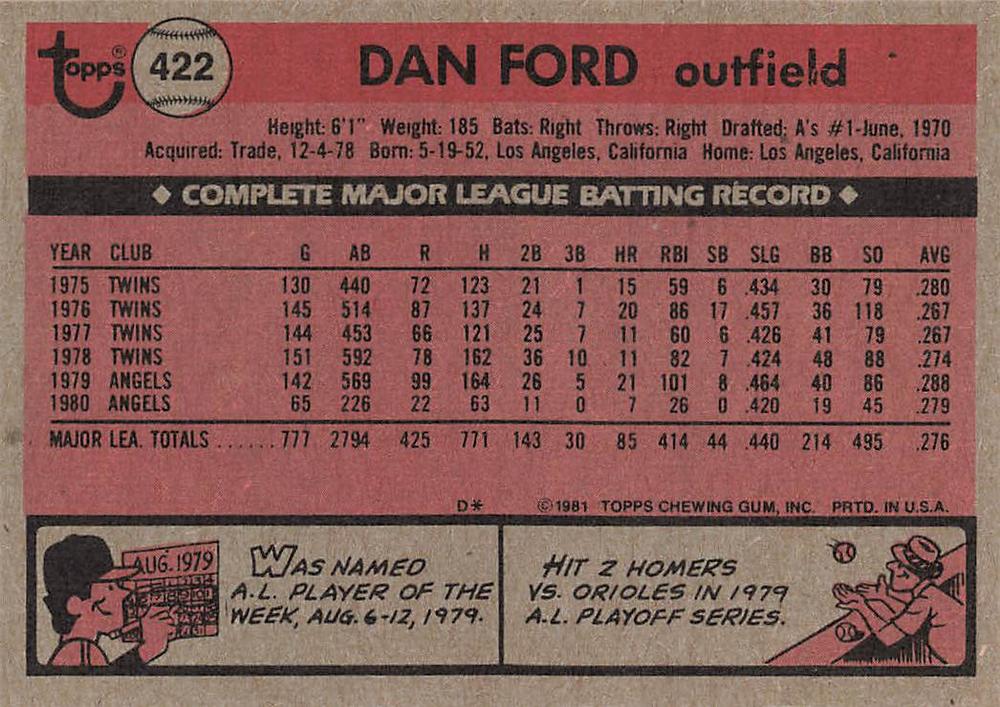 Topps® 422 DAN FORD outfield
Height: 6'1" Weight: 185 Bats: Right Throws: Right Drafted: A's #1-June, 1970
Acquired: Trade, 12-4-78 Born: 5-19-52, Los Angeles, California Home: Los Angeles, California
◆ COMPLETE MAJOR LEAGUE BATTING RECORD ◆
YEAR CLUB G AB R H 2B 3B HR RBI SB SLG BB SO AVG
1975 TWINS 130 440 72 123 21 1 15 59 6 .434 30 79 .280
1976 TWINS 145 514 87 137 24 7 20 86 17 .457 36 118 .267
1977 TWINS 144 453 66 121 25 7 11 60 6 .426 41 79 .267
1978 TWINS 151 592 78 162 36 10 11 82 7 .424 48 88 .274
1979 ANGELS 142 569 99 164 26 5 21 101 8 .464 40 86 .288
1980 ANGELS 65 226 22 63 11 0 7 26 0 .420 19 45 .279
MAJOR LEA. TOTALS ...... 777 2794 425 771 143 30 85 414 44 .440 214 495 .276
D* ©1981 TOPPS CHEWING GUM, INC. PRTD. IN U.S.A.
AUG. 1979
WAS NAMED
A.L. PLAYER OF THE
WEEK, AUG. 6-12, 1979.
HIT 2 HOMERS
VS. ORIOLES IN 1979
A.L. PLAYOFF SERIES.